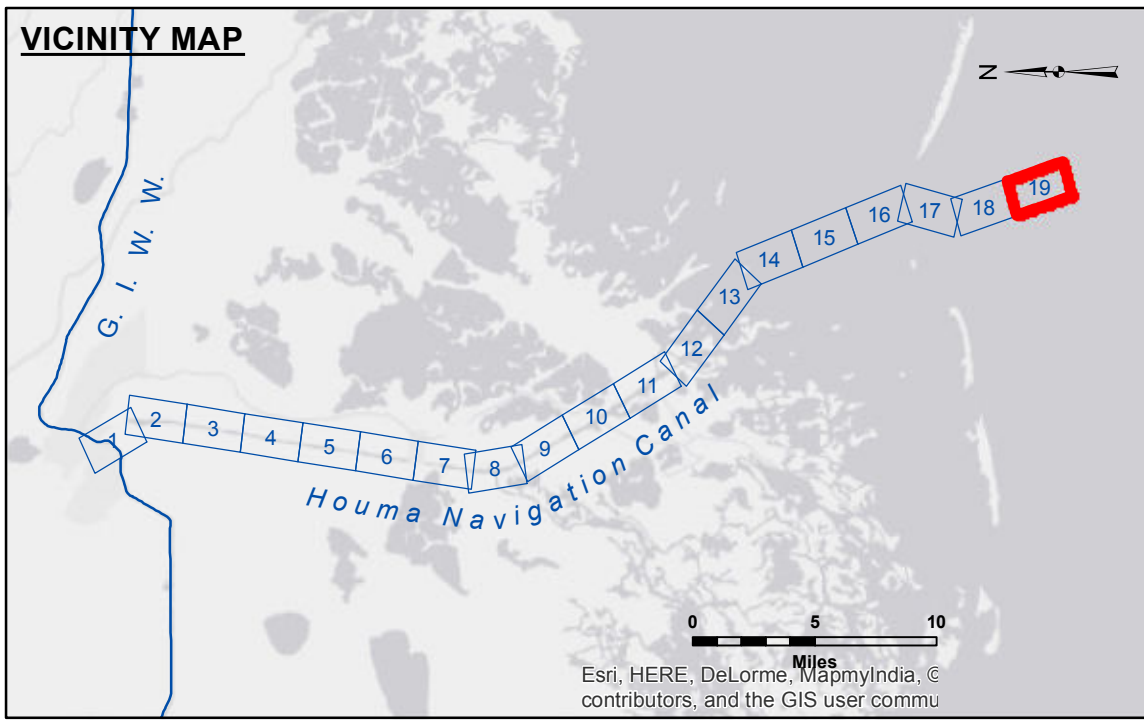 VICINITY MAP
N
G. I. W. W.
1
2
3
4
5
6
7
8
9
10
11
12
13
14
15
16
17
18
19
Houma Navigation Canal
0 5 10
Miles
Esri, HERE, DeLorme, MapmyIndia, ©
contributors, and the GIS user commu